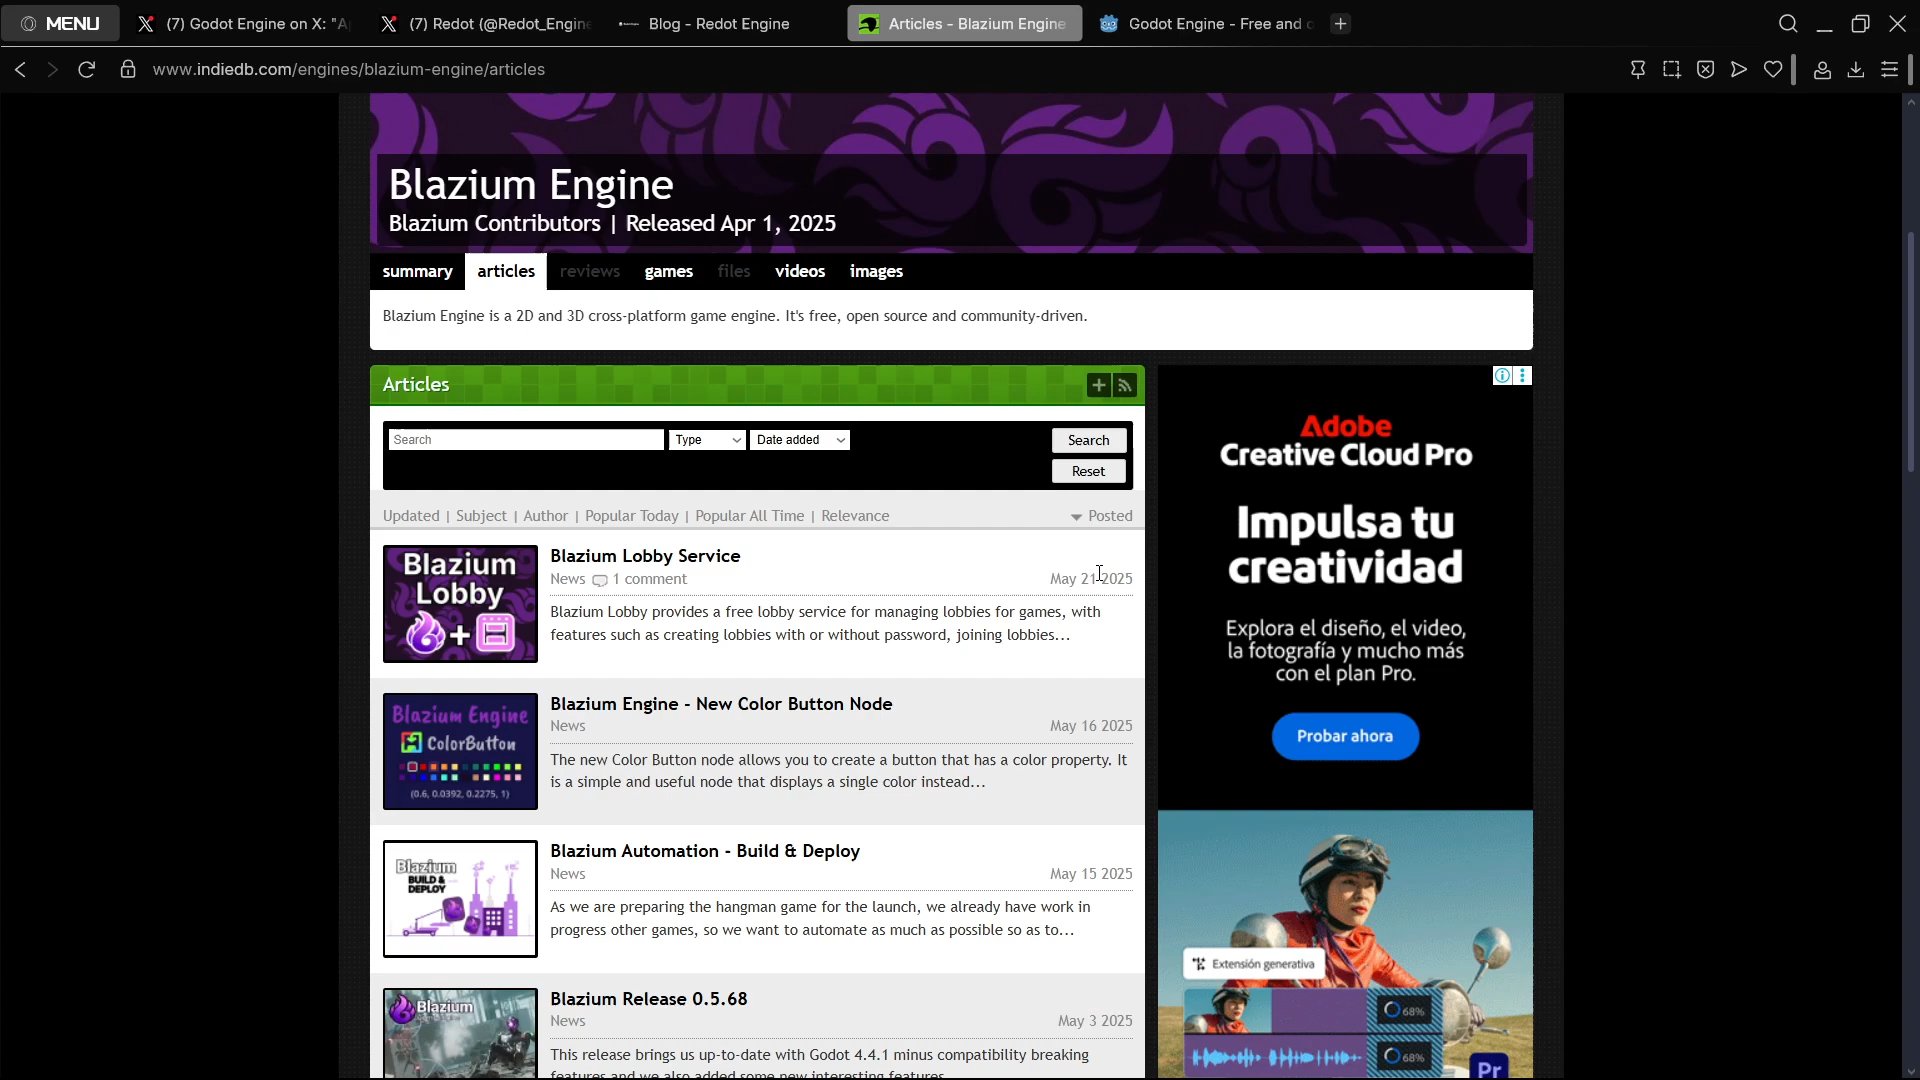 MENU
(7) Godot Engine on X: "A
(7) Redot (@Redot_Engine
Blog - Redot Engine
Articles - Blazium Engine
Godot Engine - Free and o
www.indiedb.com/engines/blazium-engine/articles
Blazium Engine
Blazium Contributors | Released Apr 1, 2025
summary articles reviews games files videos images
Blazium Engine is a 2D and 3D cross-platform game engine. It's free, open source and community-driven.
Articles
Search Type Date added Search
Reset
Updated | Subject | Author | Popular Today | Popular All Time | Relevance Posted
Blazium
Lobby
Blazium Lobby Service
News 1 comment May 21 2025
Blazium Lobby provides a free lobby service for managing lobbies for games, with
features such as creating lobbies with or without password, joining lobbies...
Blazium Engine
ColorButton
(0.6, 0.0392, 0.2275, 1)
Blazium Engine - New Color Button Node
News May 16 2025
The new Color Button node allows you to create a button that has a color property. It
is a simple and useful node that displays a single color instead...
Blazium
BUILD &
DEPLOY
Blazium Automation - Build & Deploy
News May 15 2025
As we are preparing the hangman game for the launch, we already have work in
progress other games, so we want to automate as much as possible so as to...
Blazium
Blazium Release 0.5.68
News May 3 2025
This release brings us up-to-date with Godot 4.4.1 minus compatibility breaking
features and we also added some new interesting features
Adobe
Creative Cloud Pro
Impulsa tu
creatividad
Explora el diseño, el video,
la fotografía y mucho más
con el plan Pro.
Probar ahora
Extensión generativa
68%
68%
Pr